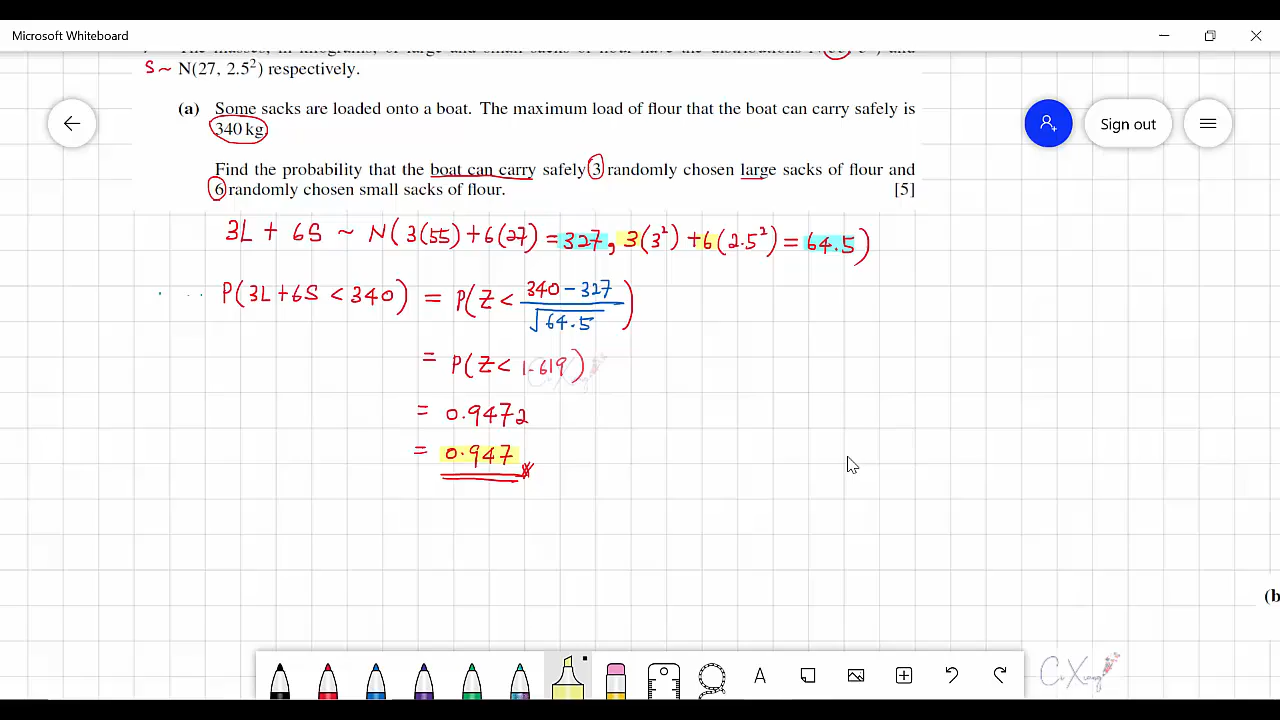 Microsoft Whiteboard
S ~ N(27, 2.5²) respectively.
(a) Some sacks are loaded onto a boat. The maximum load of flour that the boat can carry safely is
340 kg
Sign out
Find the probability that the boat can carry safely 3 randomly chosen large sacks of flour and
6 randomly chosen small sacks of flour. [5]
3L + 6S ~ N(3(55)+6(27) = 327, 3(3²) + 6(2.5²) = 64.5)
P(3L+6S < 340) = P(Z < (340-327)/√64.5)
= P(Z < 1.619)
= 0.9472
= 0.947
(b
A
Ci Xiang